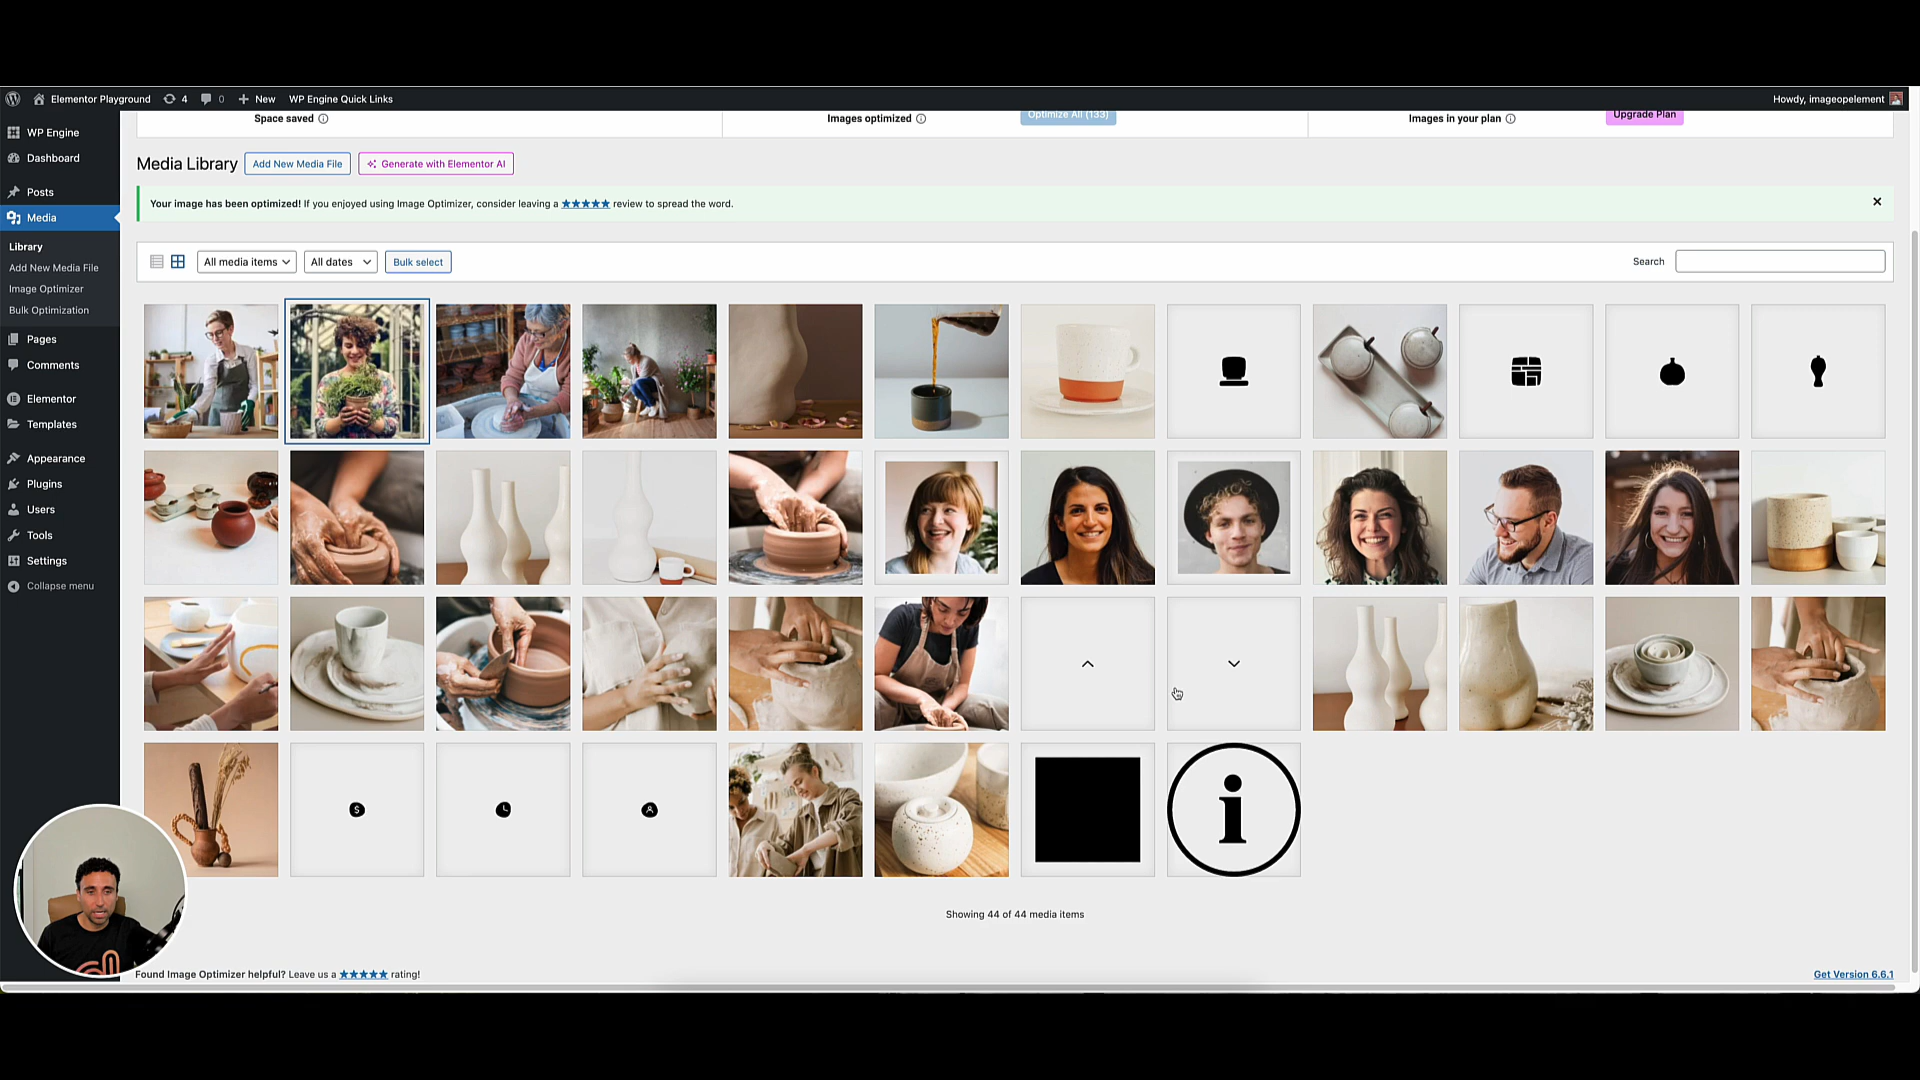 Elementor Playground 4 0 New WP Engine Quick Links Howdy, imageopelement
WP Engine
Dashboard
Posts
Media
Library
Add New Media File
Image Optimizer
Bulk Optimization
Pages
Comments
Elementor
Templates
Appearance
Plugins
Users
Tools
Settings
Collapse menu
Space saved Images optimized Optimize All (133) Images in your plan Upgrade Plan
Media Library Add New Media File Generate with Elementor AI
Your image has been optimized! If you enjoyed using Image Optimizer, consider leaving a ★★★★★ review to spread the word.
All media items All dates Bulk select Search
Showing 44 of 44 media items
Found Image Optimizer helpful? Leave us a ★★★★★ rating! Get Version 6.6.1